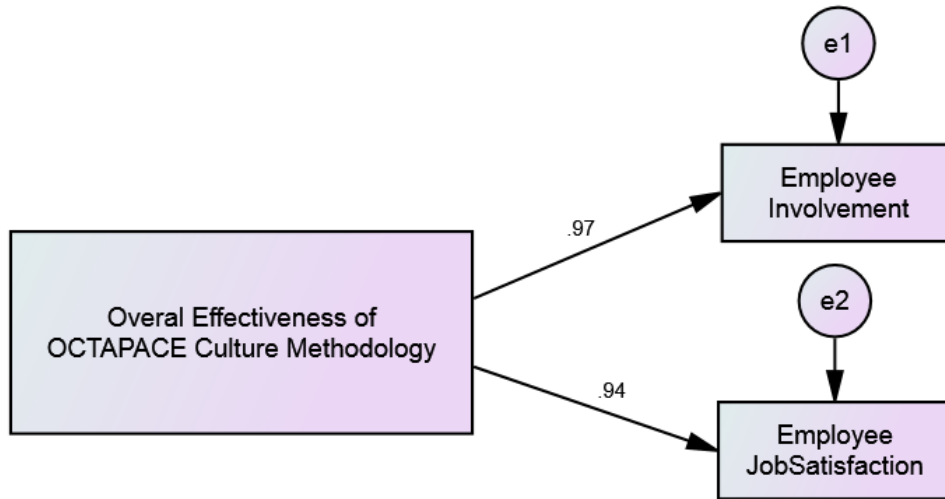 e1
Employee
Involvement
.97
Overal Effectiveness of
OCTAPACE Culture Methodology
e2
.94
Employee
JobSatisfaction